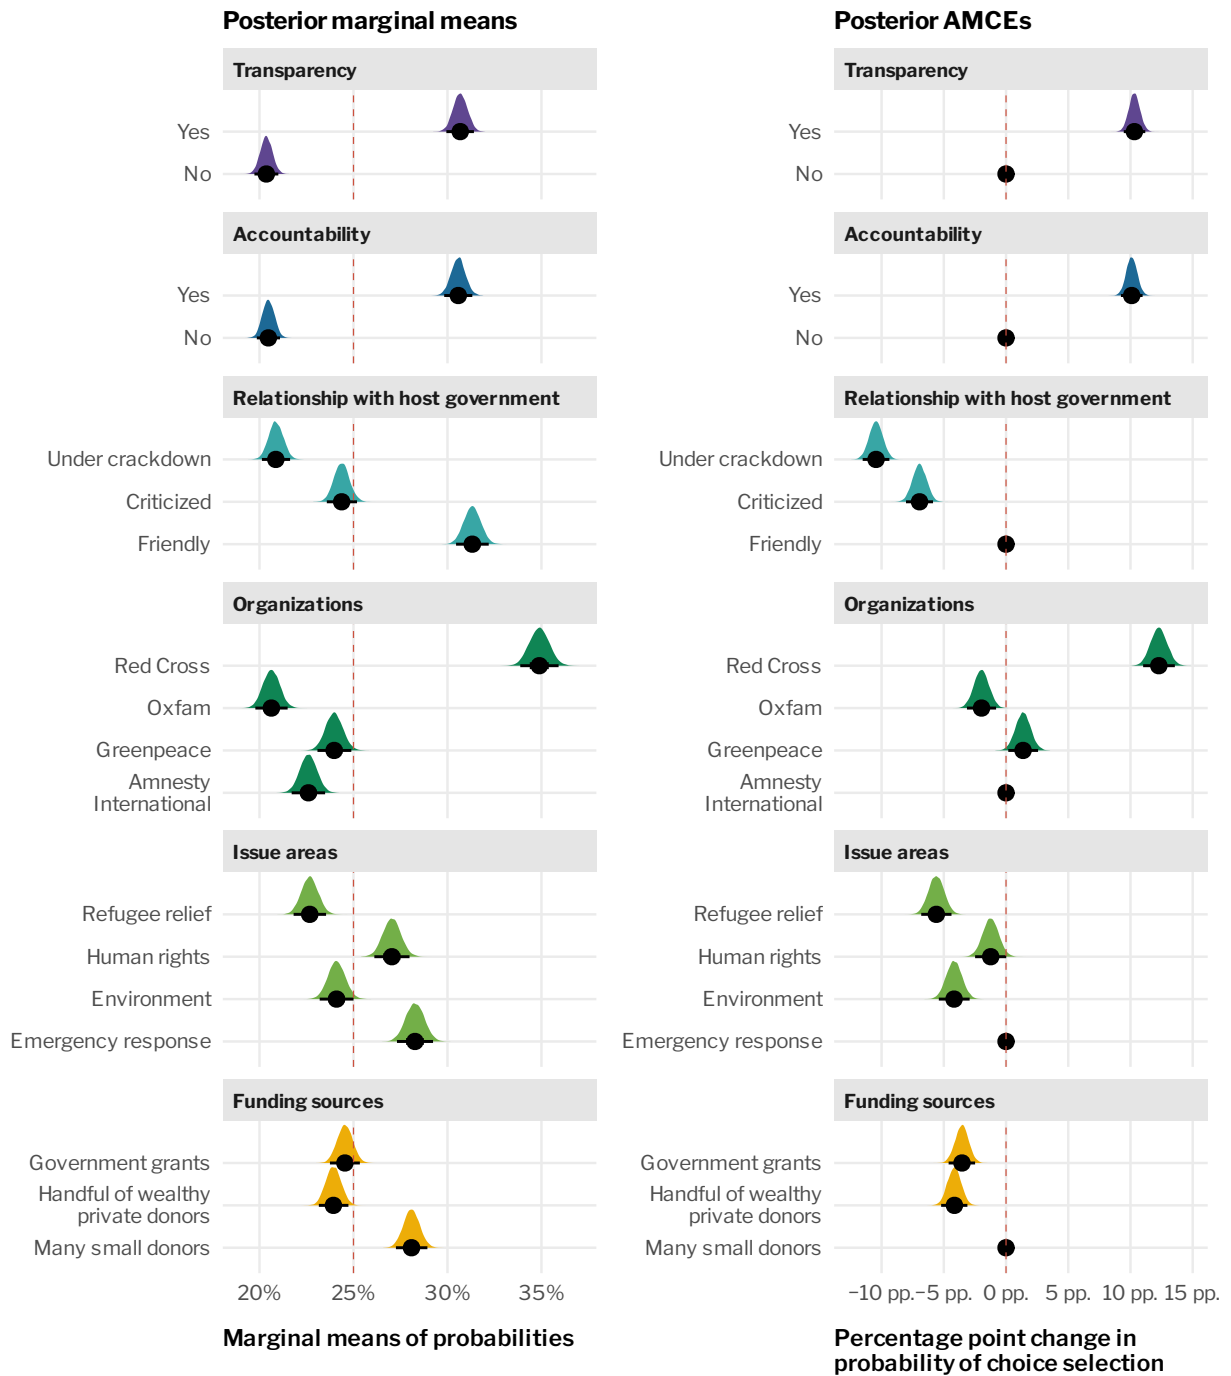 Posterior marginal means
Transparency
Yes
No
Accountability
Yes
No
Relationship with host government
Under crackdown
Criticized
Friendly
Organizations
Red Cross
Oxfam
Greenpeace
Amnesty
International
Issue areas
Refugee relief
Human rights
Environment
Emergency response
Funding sources
Government grants
Handful of wealthy
private donors
Many small donors
20% 25% 30% 35%
Marginal means of probabilities
Posterior AMCEs
Transparency
Yes
No
Accountability
Yes
No
Relationship with host government
Under crackdown
Criticized
Friendly
Organizations
Red Cross
Oxfam
Greenpeace
Amnesty
International
Issue areas
Refugee relief
Human rights
Environment
Emergency response
Funding sources
Government grants
Handful of wealthy
private donors
Many small donors
−10 pp. −5 pp. 0 pp. 5 pp. 10 pp. 15 pp.
Percentage point change in
probability of choice selection